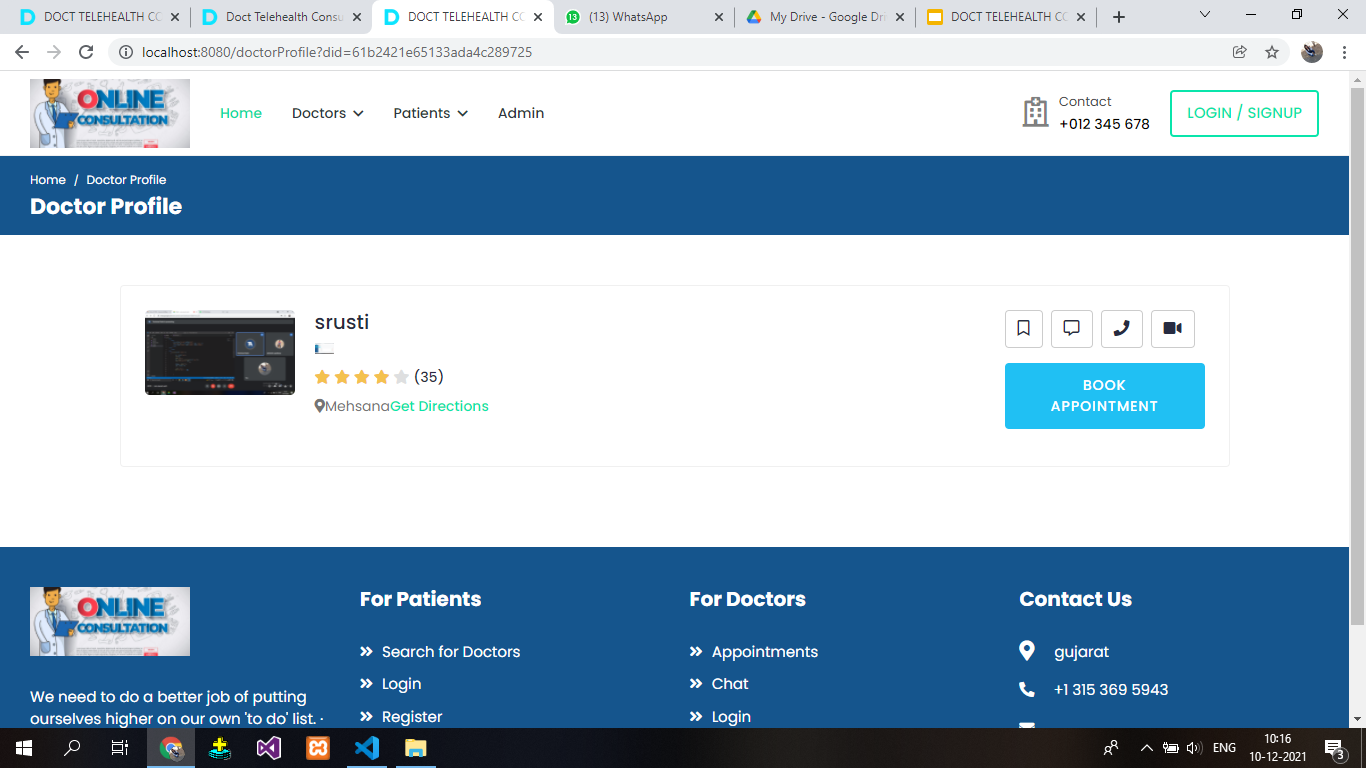 DOCT TELEHEALTH CC
Doct Telehealth Consu
DOCT TELEHEALTH CC
(13) WhatsApp
My Drive - Google Dri
DOCT TELEHEALTH CC
localhost:8080/doctorProfile?did=61b2421e65133ada4c289725
ONLINE
CONSULTATION
Home
Doctors
Patients
Admin
Contact
+012 345 678
LOGIN / SIGNUP
Home / Doctor Profile
Doctor Profile
srusti
(35)
MehsanaGet Directions
BOOK
APPOINTMENT
ONLINE
CONSULTATION
We need to do a better job of putting
ourselves higher on our own 'to do' list. ·
For Patients
Search for Doctors
Login
Register
For Doctors
Appointments
Chat
Login
Contact Us
gujarat
+1 315 369 5943
ENG
10:16
10-12-2021
3